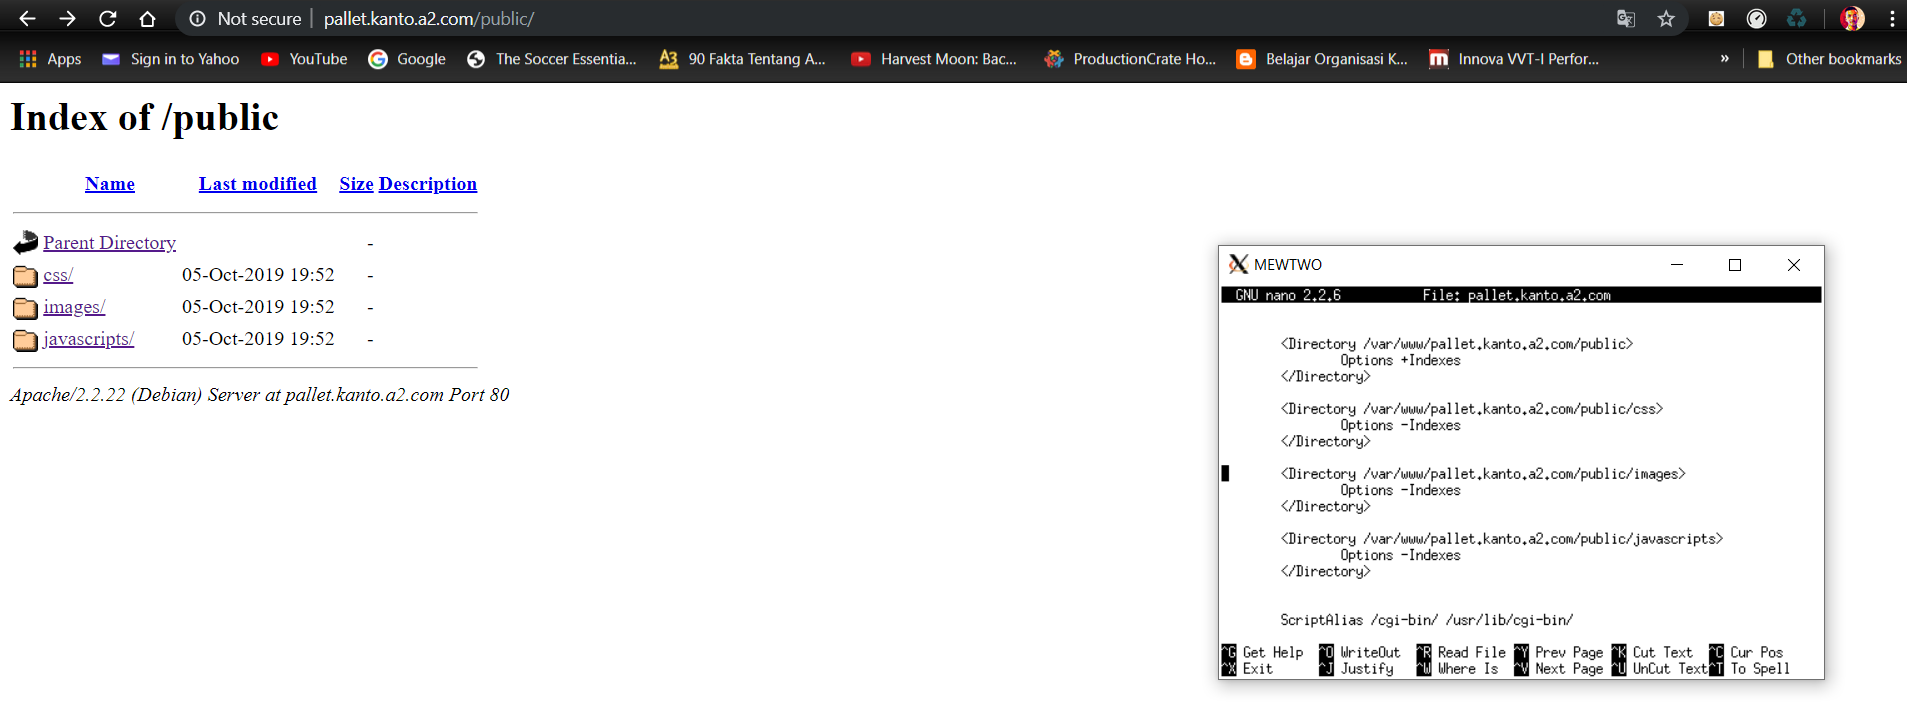 Not secure | pallet.kanto.a2.com/public/
Apps Sign in to Yahoo YouTube Google The Soccer Essentia... 90 Fakta Tentang A... Harvest Moon: Bac... ProductionCrate Ho... Belajar Organisasi K... Innova VVT-I Perfor... » Other bookmarks
Index of /public
Name Last modified Size Description
Parent Directory -
css/ 05-Oct-2019 19:52 -
images/ 05-Oct-2019 19:52 -
javascripts/ 05-Oct-2019 19:52 -
Apache/2.2.22 (Debian) Server at pallet.kanto.a2.com Port 80
MEWTWO
GNU nano 2.2.6 File: pallet.kanto.a2.com
<Directory /var/www/pallet.kanto.a2.com/public>
Options +Indexes
</Directory>
<Directory /var/www/pallet.kanto.a2.com/public/css>
Options -Indexes
</Directory>
<Directory /var/www/pallet.kanto.a2.com/public/images>
Options -Indexes
</Directory>
<Directory /var/www/pallet.kanto.a2.com/public/javascripts>
Options -Indexes
</Directory>
ScriptAlias /cgi-bin/ /usr/lib/cgi-bin/
^G Get Help ^O WriteOut ^R Read File ^Y Prev Page ^K Cut Text ^C Cur Pos
^X Exit ^J Justify ^W Where Is ^V Next Page ^U UnCut Text ^T To Spell